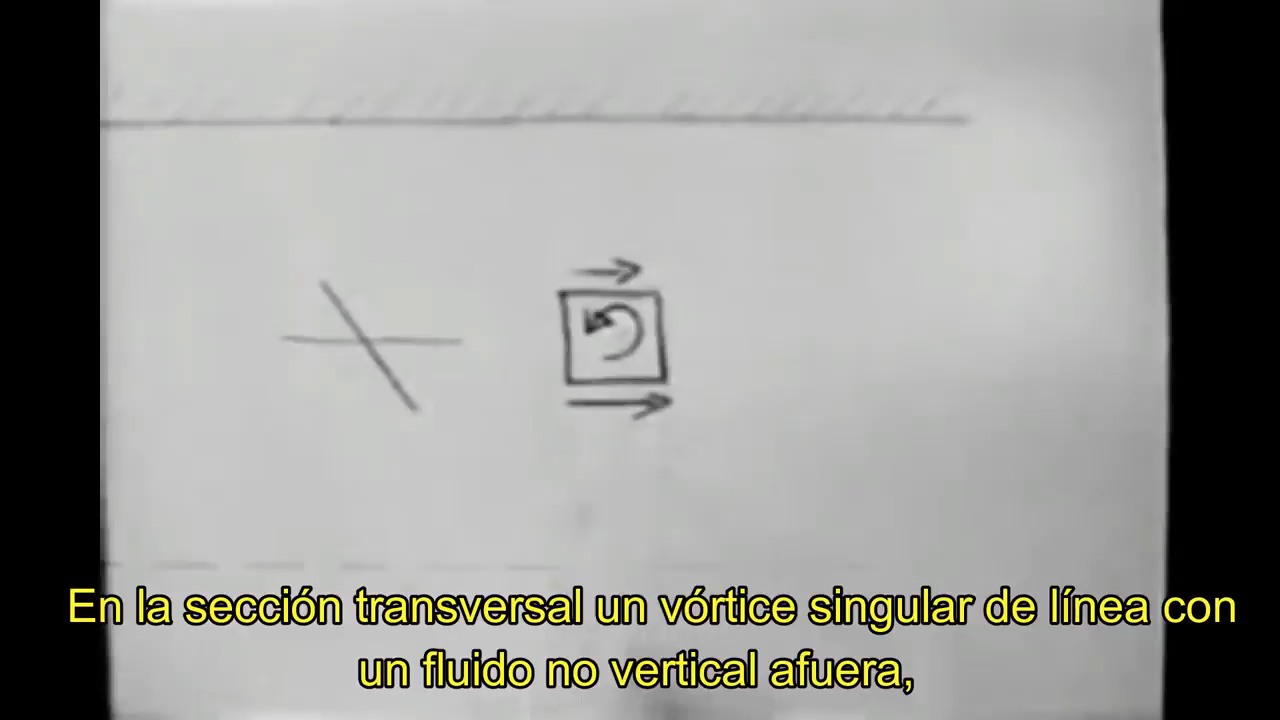 En la sección transversal un vórtice singular de línea con
un fluido no vertical afuera,